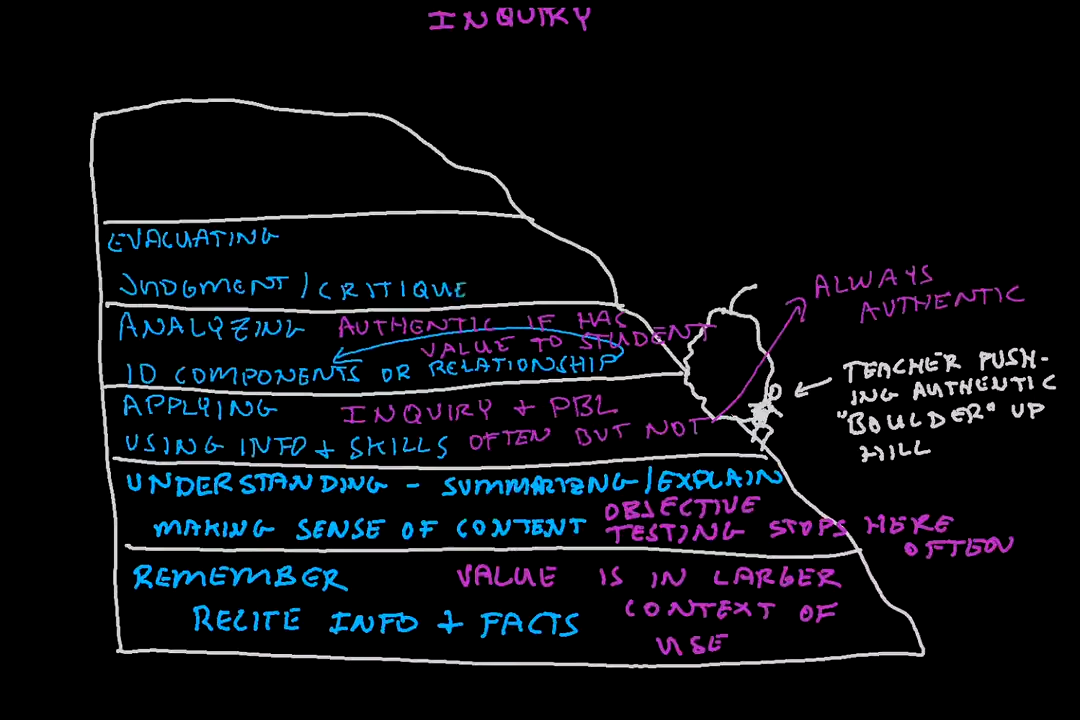 INQUIRY
EVALUATING
JUDGMENT/CRITIQUE
ANALYZING AUTHENTIC IF HAS
VALUE TO STUDENT
ID COMPONENTS OR RELATIONSHIP
APPLYING INQUIRY + PBL
USING INFO + SKILLS OFTEN BUT NOT
ALWAYS
AUTHENTIC
TEACHER PUSH-
ING AUTHENTIC
"BOULDER" UP
HILL
UNDERSTANDING - SUMMARIZING/EXPLAIN
MAKING SENSE OF CONTENT OBJECTIVE
TESTING STOPS HERE
OFTEN
REMEMBER VALUE IS IN LARGER
RECITE INFO + FACTS CONTEXT OF
USE